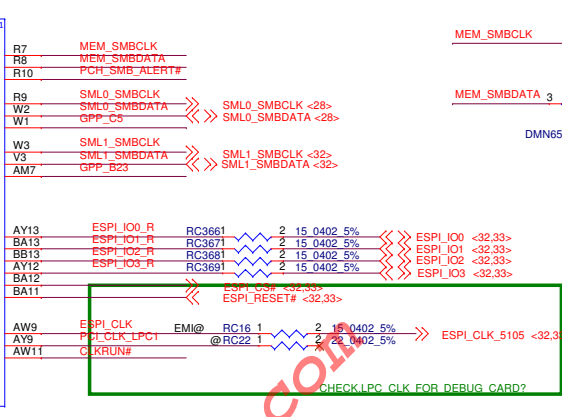 R7 MEM_SMBCLK
R8 MEM_SMBDATA
R10 PCH_SMB_ALERT#
MEM_SMBCLK
R9 SML0_SMBCLK SML0_SMBCLK <28>
W2 SML0_SMBDATA SML0_SMBDATA <28>
W1 GPP_C5
MEM_SMBDATA 3
DMN65
W3 SML1_SMBCLK SML1_SMBCLK <32>
V3 SML1_SMBDATA SML1_SMBDATA <32>
AM7 GPP_B23
AY13 ESPI_IO0_R RC366 1 2 15_0402_5% ESPI_IO0 <32,33>
BA13 ESPI_IO1_R RC367 1 2 15_0402_5% ESPI_IO1 <32,33>
BB13 ESPI_IO2_R RC368 1 2 15_0402_5% ESPI_IO2 <32,33>
AY12 ESPI_IO3_R RC369 1 2 15_0402_5% ESPI_IO3 <32,33>
BA12 ESPI_CS# <32,33>
BA11 ESPI_RESET# <32,33>
AW9 ESPI_CLK EMI@ RC16 1 2 15_0402_5% ESPI_CLK_5105 <32,33
AY9 PCI_CLK_LPC1 @ RC22 1 2 22_0402_5%
AW11 CLKRUN#
CHECK.LPC_CLK FOR DEBUG CARD?
com